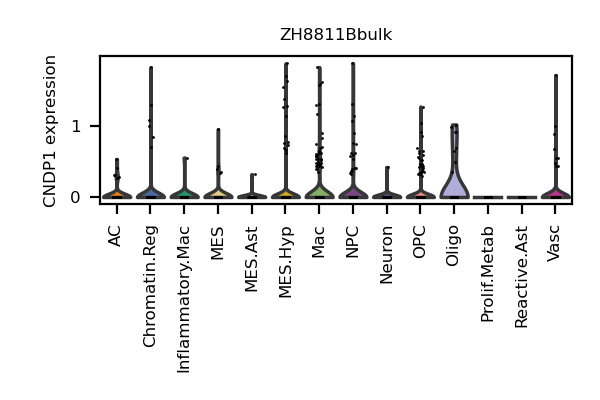 ZH8811Bbulk
CNDP1 expression
1
0
AC
Chromatin.Reg
Inflammatory.Mac
MES
MES.Ast
MES.Hyp
Mac
NPC
Neuron
OPC
Oligo
Prolif.Metab
Reactive.Ast
Vasc